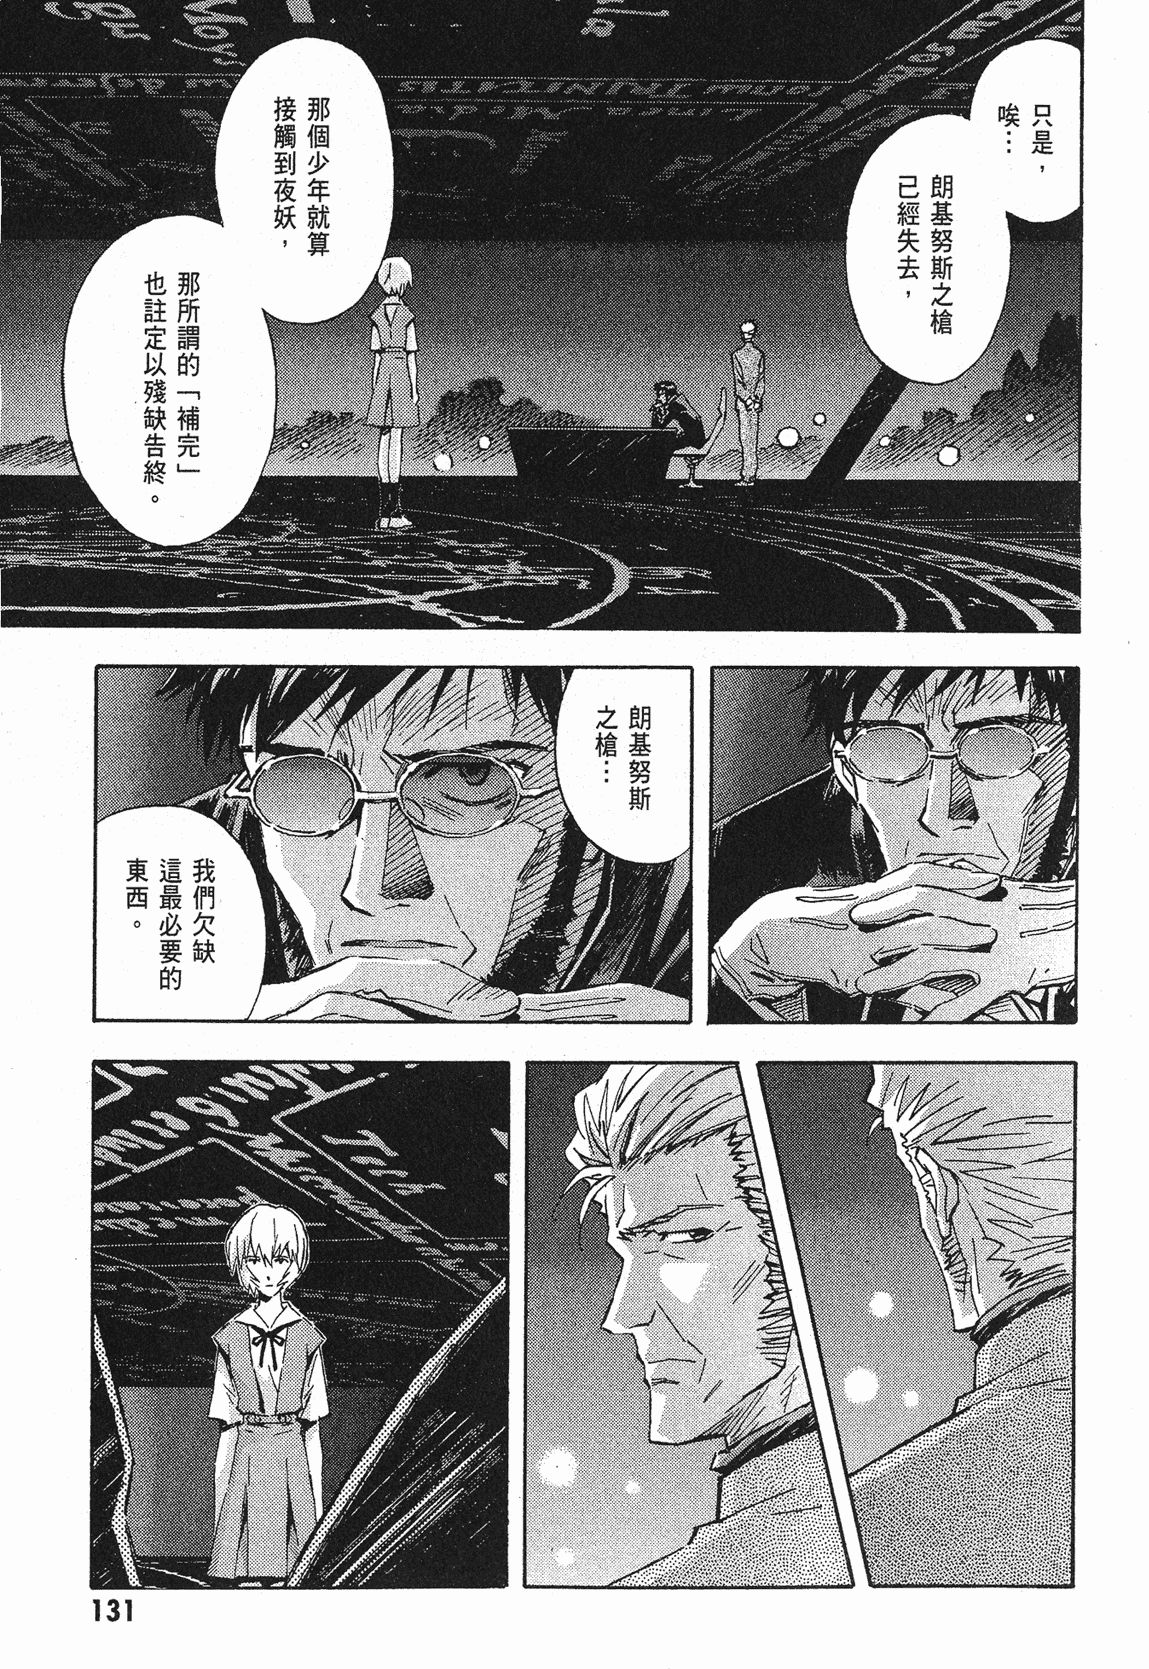 只是，
唉…
朗基努斯之槍
已經失去，
那個少年就算
接觸到夜妖，
那所謂的「補完」
也註定以殘缺告終。
朗基努斯
之槍…
我們欠缺
這最必要的
東西。
131